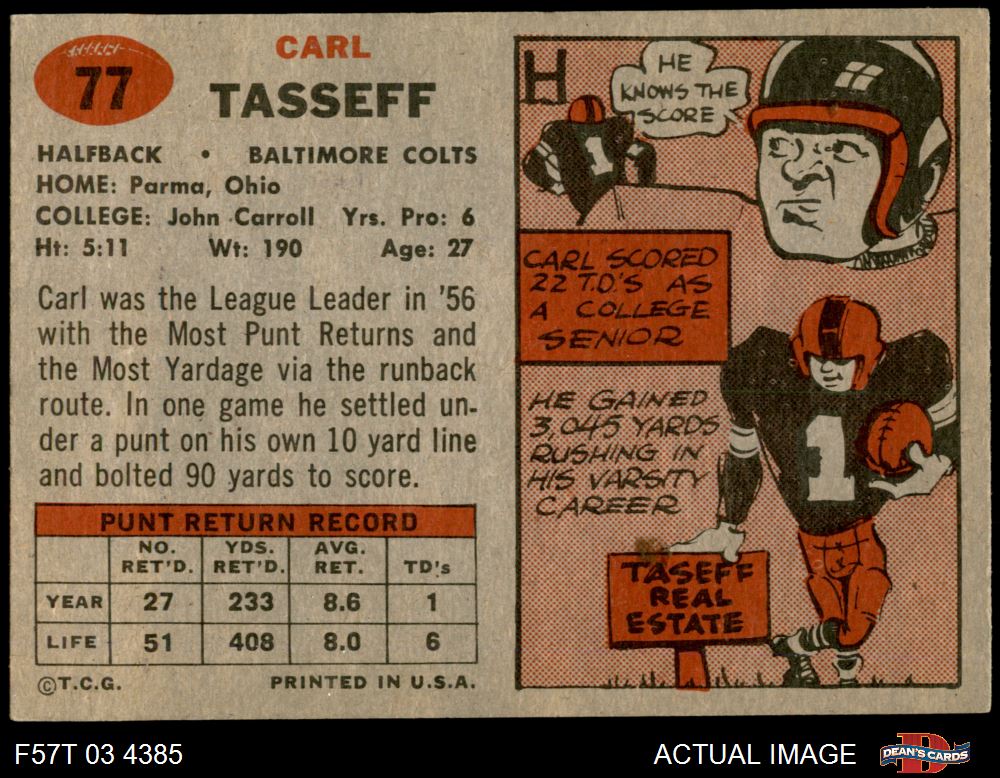 77
CARL
TASSEFF
HALFBACK • BALTIMORE COLTS
HOME: Parma, Ohio
COLLEGE: John Carroll Yrs. Pro: 6
Ht: 5:11 Wt: 190 Age: 27
Carl was the League Leader in '56
with the Most Punt Returns and
the Most Yardage via the runback
route. In one game he settled un-
der a punt on his own 10 yard line
and bolted 90 yards to score.
PUNT RETURN RECORD
NO. YDS. AVG.
RET'D. RET'D. RET. TD's
YEAR 27 233 8.6 1
LIFE 51 408 8.0 6
©T.C.G. PRINTED IN U.S.A.
H
HE
KNOWS THE
SCORE
1
CARL SCORED
22 T.D.'S AS
A COLLEGE
SENIOR
HE GAINED
3,045 YARDS
RUSHING IN
HIS VARSITY
CAREER
1
1
TASEFF
REAL
ESTATE
F57T 03 4385
ACTUAL IMAGE
D
DEAN'S CARDS